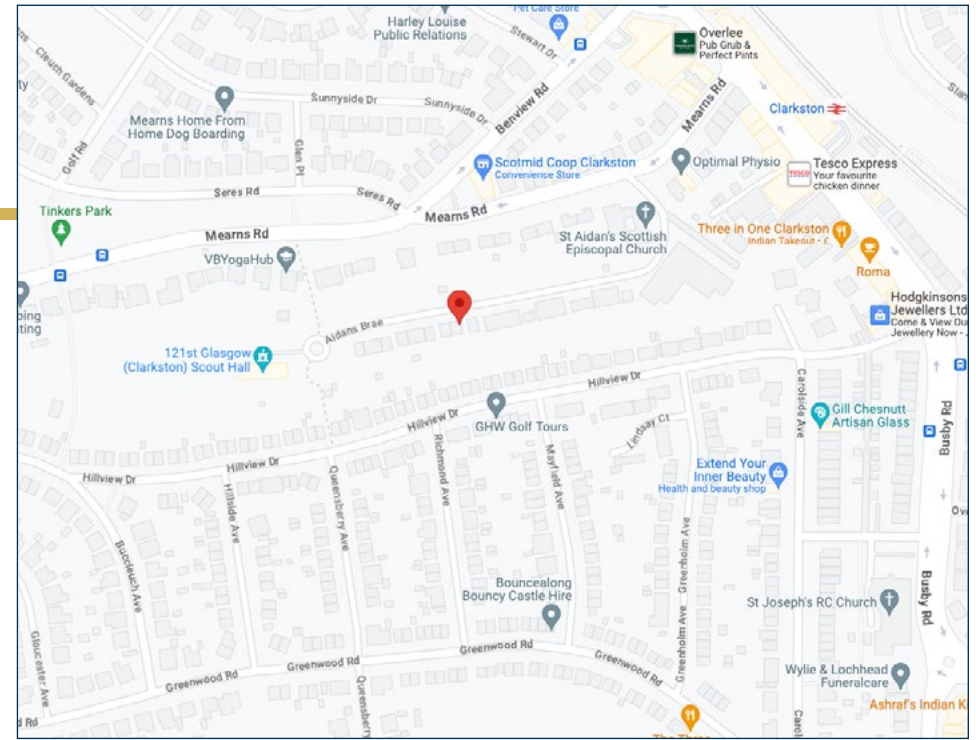 Pet Care Store
Harley Louise
Public Relations
Stewart Dr
Overlee
Pub Grub &
Perfect Pints
Cleuch Gardens
Mearns Home From
Home Dog Boarding
Sunnyside Dr
Sunnyside Dr
Benview Rd
Mearns Rd
Clarkston
Golf Rd
Glen Pl
Scotmid Coop Clarkston
Convenience Store
Optimal Physio
TESCO
Tesco Express
Your favourite
chicken dinner
Seres Rd
Seres Rd
Tinkers Park
Mearns Rd
Mearns Rd
VBYogaHub
St Aidan's Scottish
Episcopal Church
Three in One Clarkston
Indian Takeout - £
Roma
Hodgkinsons
Jewellers Ltd
Come & View Ou
Jewellery Now -
Aidans Brae
121st Glasgow
(Clarkston) Scout Hall
Hillview Dr
Hillview Dr
GHW Golf Tours
Carolside Ave
Gill Chesnutt
Artisan Glass
Busby Rd
Lindsay Ct
Hillview Dr
Hillview Dr
Richmond Ave
Mayfield Ave
Extend Your
Inner Beauty
Health and beauty shop
Hillside Ave
Queensberry Ave
Buccleuch Ave
Greenholm Ave
Greenholm Ave
Bouncealong
Bouncy Castle Hire
St Joseph's RC Church
Busby Rd
Gloucester Ave
Greenwood Rd
Greenwood Rd
Greenwood Rd
Greenwood Rd
Queensberry
Wylie & Lochhead
Funeralcare
Ashraf's Indian K
Carol
d Rd
The Three